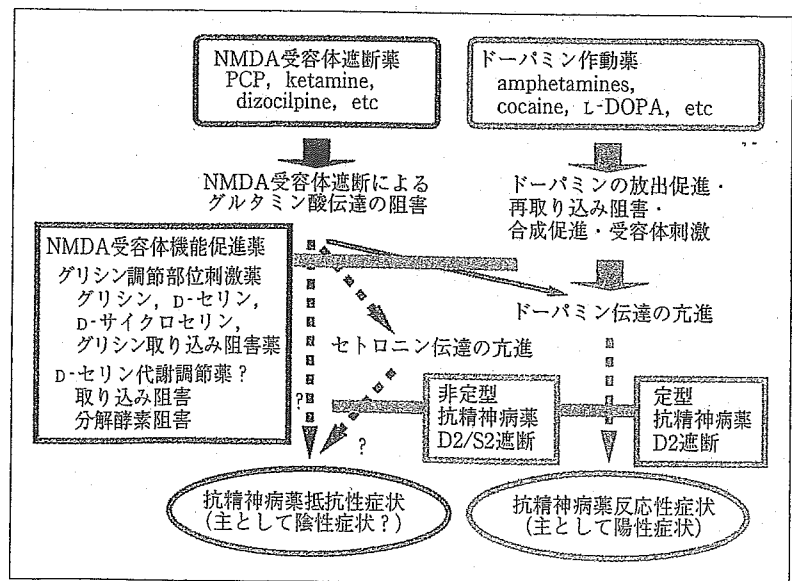 NMDA受容体遮断薬
PCP, ketamine,
dizocilpine, etc
ドーパミン作動薬
amphetamines,
cocaine, L-DOPA, etc
NMDA受容体遮断による
グルタミン酸伝達の阻害
ドーパミンの放出促進・
再取り込み阻害・
合成促進・受容体刺激
NMDA受容体機能促進薬
グリシン調節部位刺激薬
グリシン, D-セリン,
D-サイクロセリン,
グリシン取り込み阻害薬
D-セリン代謝調節薬？
取り込み阻害
分解酵素阻害
ドーパミン伝達の亢進
セトロニン伝達の亢進
?
?
非定型
抗精神病薬
D2/S2遮断
定型
抗精神病薬
D2遮断
抗精神病薬抵抗性症状
(主として陰性症状？)
抗精神病薬反応性症状
(主として陽性症状)